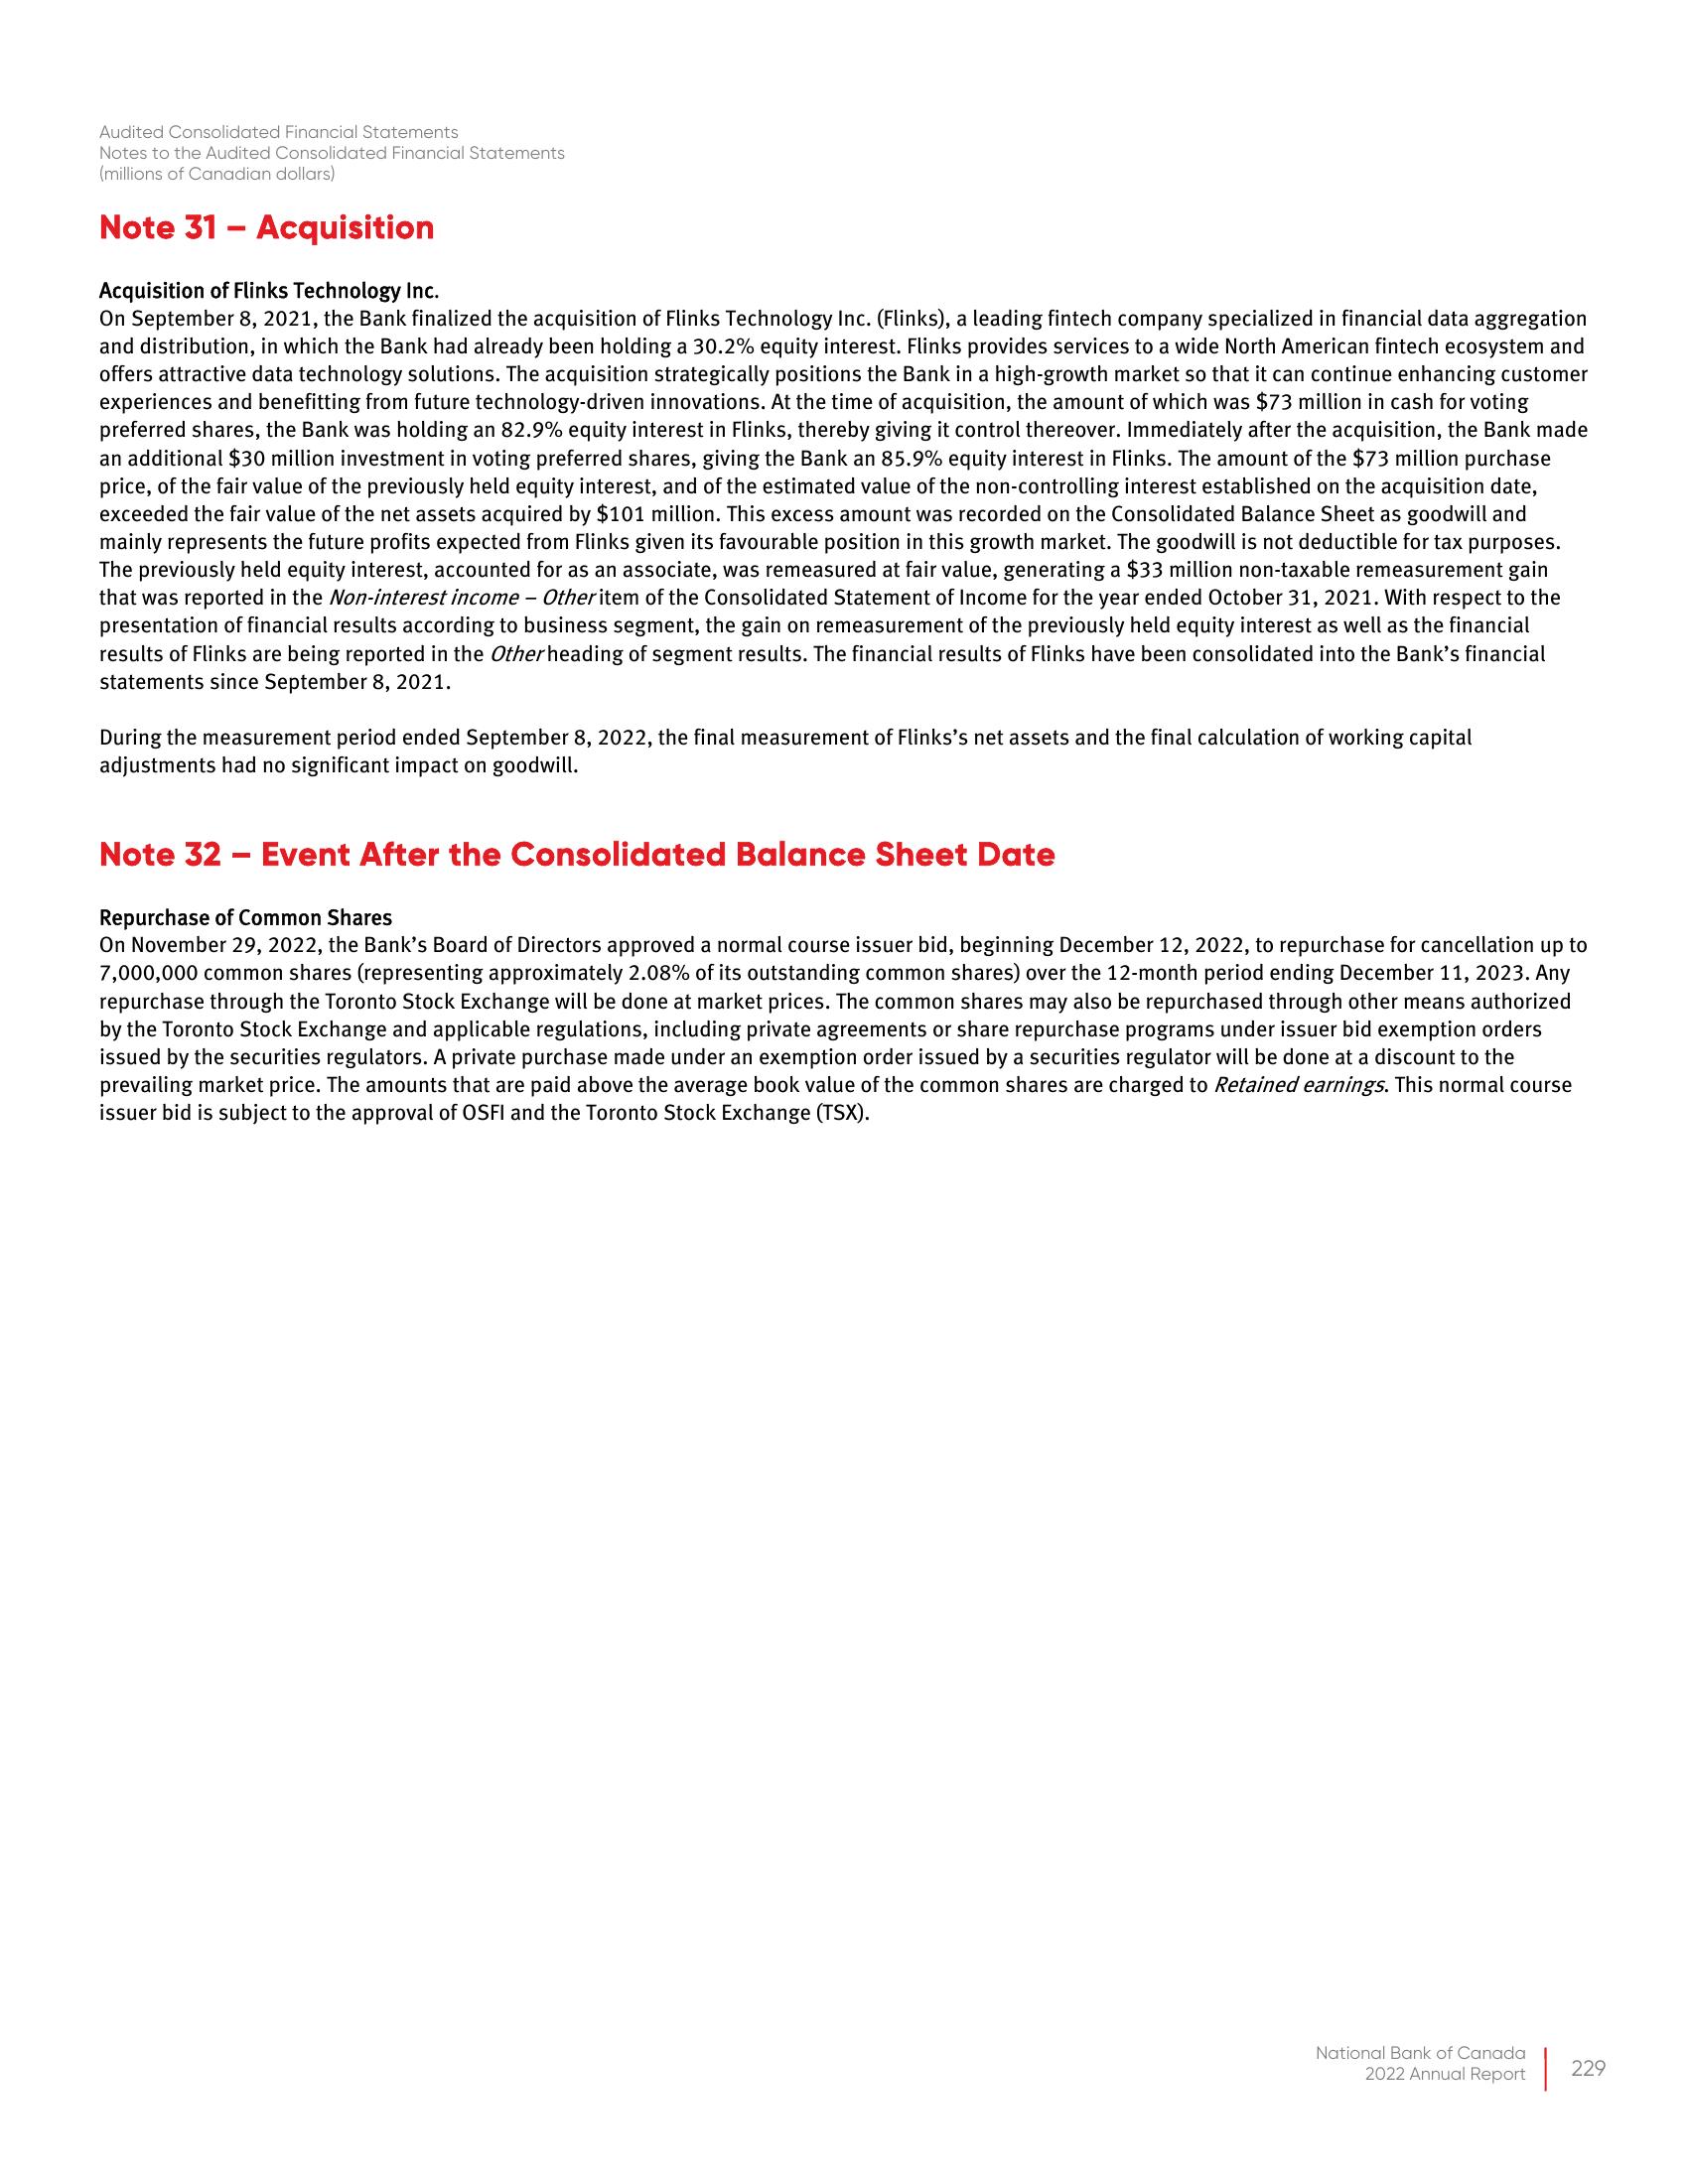 Audited Consolidated Financial Statements
Notes to the Audited Consolidated Financial Statements
(millions of Canadian dollars)
Note 31 – Acquisition
Acquisition of Flinks Technology Inc.
On September 8, 2021, the Bank finalized the acquisition of Flinks Technology Inc. (Flinks), a leading fintech company specialized in financial data aggregation
and distribution, in which the Bank had already been holding a 30.2% equity interest. Flinks provides services to a wide North American fintech ecosystem and
offers attractive data technology solutions. The acquisition strategically positions the Bank in a high-growth market so that it can continue enhancing customer
experiences and benefitting from future technology-driven innovations. At the time of acquisition, the amount of which was $73 million in cash for voting
preferred shares, the Bank was holding an 82.9% equity interest in Flinks, thereby giving it control thereover. Immediately after the acquisition, the Bank made
an additional $30 million investment in voting preferred shares, giving the Bank an 85.9% equity interest in Flinks. The amount of the $73 million purchase
price, of the fair value of the previously held equity interest, and of the estimated value of the non-controlling interest established on the acquisition date,
exceeded the fair value of the net assets acquired by $101 million. This excess amount was recorded on the Consolidated Balance Sheet as goodwill and
mainly represents the future profits expected from Flinks given its favourable position in this growth market. The goodwill is not deductible for tax purposes.
The previously held equity interest, accounted for as an associate, was remeasured at fair value, generating a $33 million non-taxable remeasurement gain
that was reported in the Non-interest income – Other item of the Consolidated Statement of Income for the year ended October 31, 2021. With respect to the
presentation of financial results according to business segment, the gain on remeasurement of the previously held equity interest as well as the financial
results of Flinks are being reported in the Other heading of segment results. The financial results of Flinks have been consolidated into the Bank’s financial
statements since September 8, 2021.
During the measurement period ended September 8, 2022, the final measurement of Flinks’s net assets and the final calculation of working capital
adjustments had no significant impact on goodwill.
Note 32 – Event After the Consolidated Balance Sheet Date
Repurchase of Common Shares
On November 29, 2022, the Bank’s Board of Directors approved a normal course issuer bid, beginning December 12, 2022, to repurchase for cancellation up to
7,000,000 common shares (representing approximately 2.08% of its outstanding common shares) over the 12-month period ending December 11, 2023. Any
repurchase through the Toronto Stock Exchange will be done at market prices. The common shares may also be repurchased through other means authorized
by the Toronto Stock Exchange and applicable regulations, including private agreements or share repurchase programs under issuer bid exemption orders
issued by the securities regulators. A private purchase made under an exemption order issued by a securities regulator will be done at a discount to the
prevailing market price. The amounts that are paid above the average book value of the common shares are charged to Retained earnings. This normal course
issuer bid is subject to the approval of OSFI and the Toronto Stock Exchange (TSX).
National Bank of Canada
2022 Annual Report
229